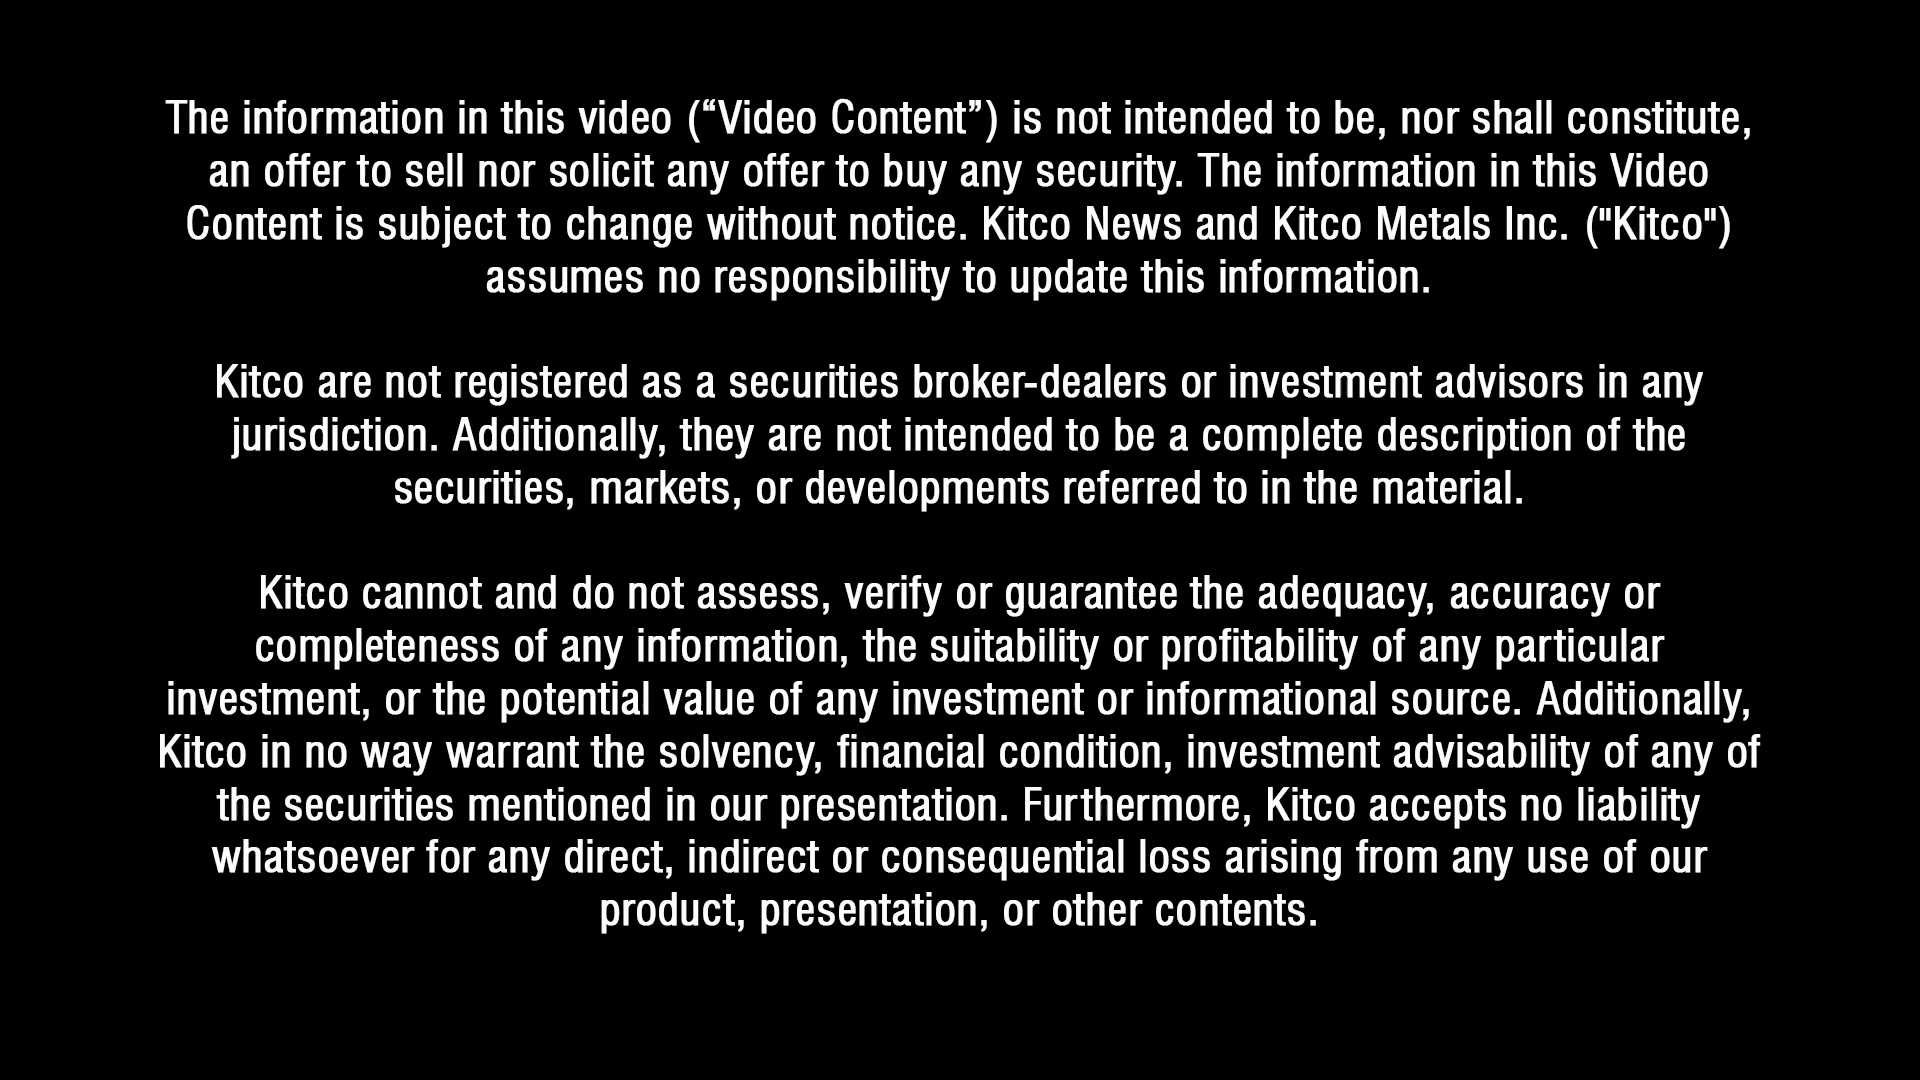 The information in this video (“Video Content”) is not intended to be, nor shall constitute,
an offer to sell nor solicit any offer to buy any security. The information in this Video
Content is subject to change without notice. Kitco News and Kitco Metals Inc. ("Kitco")
assumes no responsibility to update this information.
Kitco are not registered as a securities broker-dealers or investment advisors in any
jurisdiction. Additionally, they are not intended to be a complete description of the
securities, markets, or developments referred to in the material.
Kitco cannot and do not assess, verify or guarantee the adequacy, accuracy or
completeness of any information, the suitability or profitability of any particular
investment, or the potential value of any investment or informational source. Additionally,
Kitco in no way warrant the solvency, financial condition, investment advisability of any of
the securities mentioned in our presentation. Furthermore, Kitco accepts no liability
whatsoever for any direct, indirect or consequential loss arising from any use of our
product, presentation, or other contents.